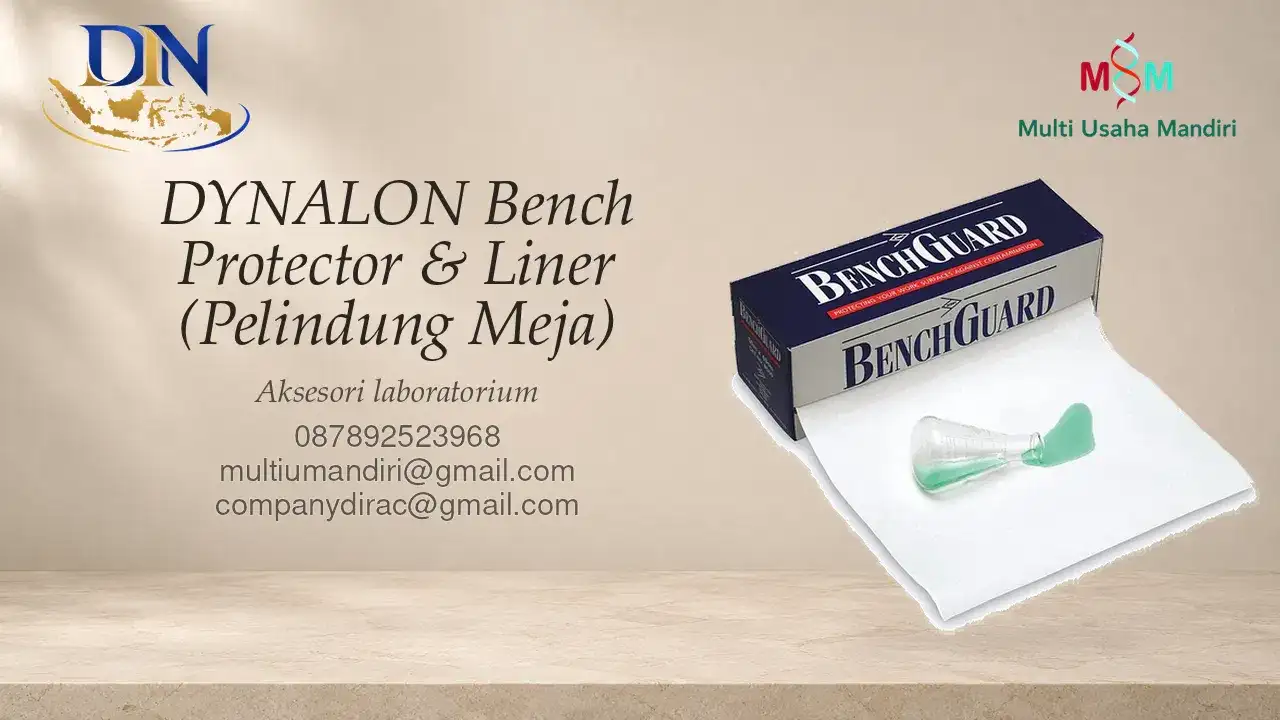 DN
MSM
Multi Usaha Mandiri
DYNALON Bench
Protector & Liner
(Pelindung Meja)
Aksesori laboratorium
087892523968
multiumandiri@gmail.com
companydirac@gmail.com
BENCHGUARD
PROTECTING YOUR WORK SURFACES AGAINST CONTAMINATION
BENCHGUARD
BENCHGUARD